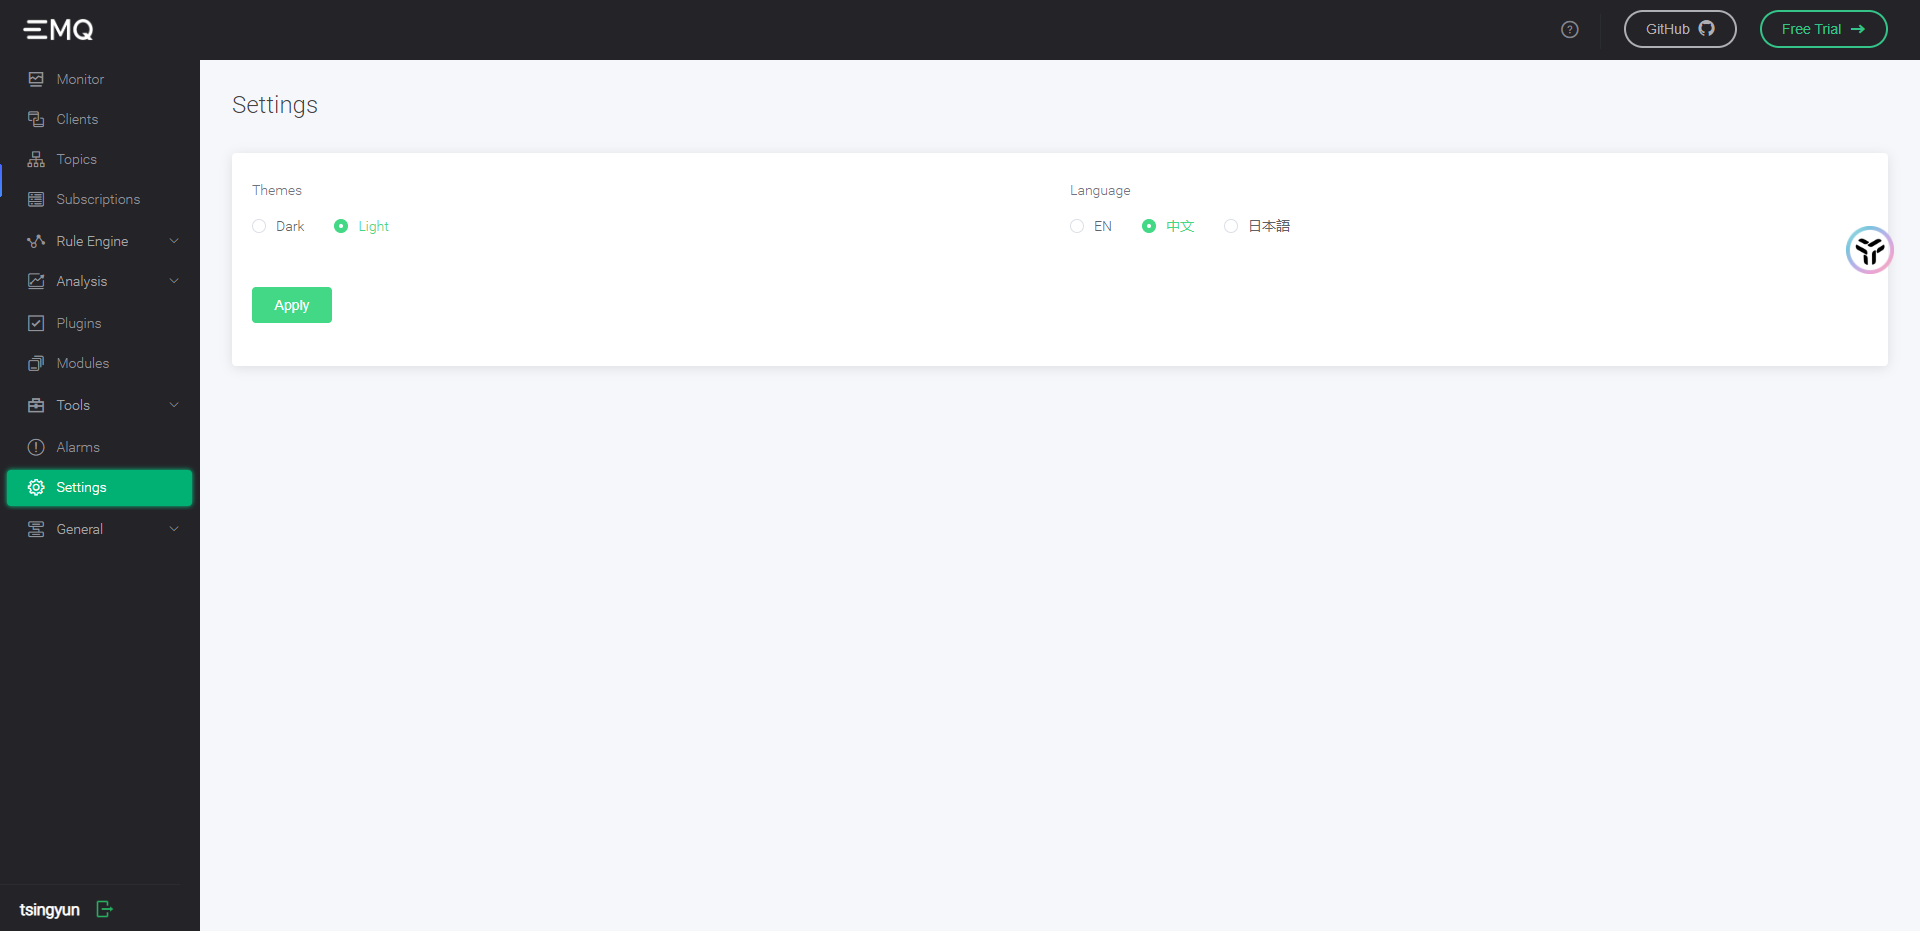 EMQ
GitHub
Free Trial
Monitor
Clients
Topics
Subscriptions
Rule Engine
Analysis
Plugins
Modules
Tools
Alarms
Settings
General
tsingyun
Settings
Themes
Dark Light
Language
EN 中文 日本語
Apply